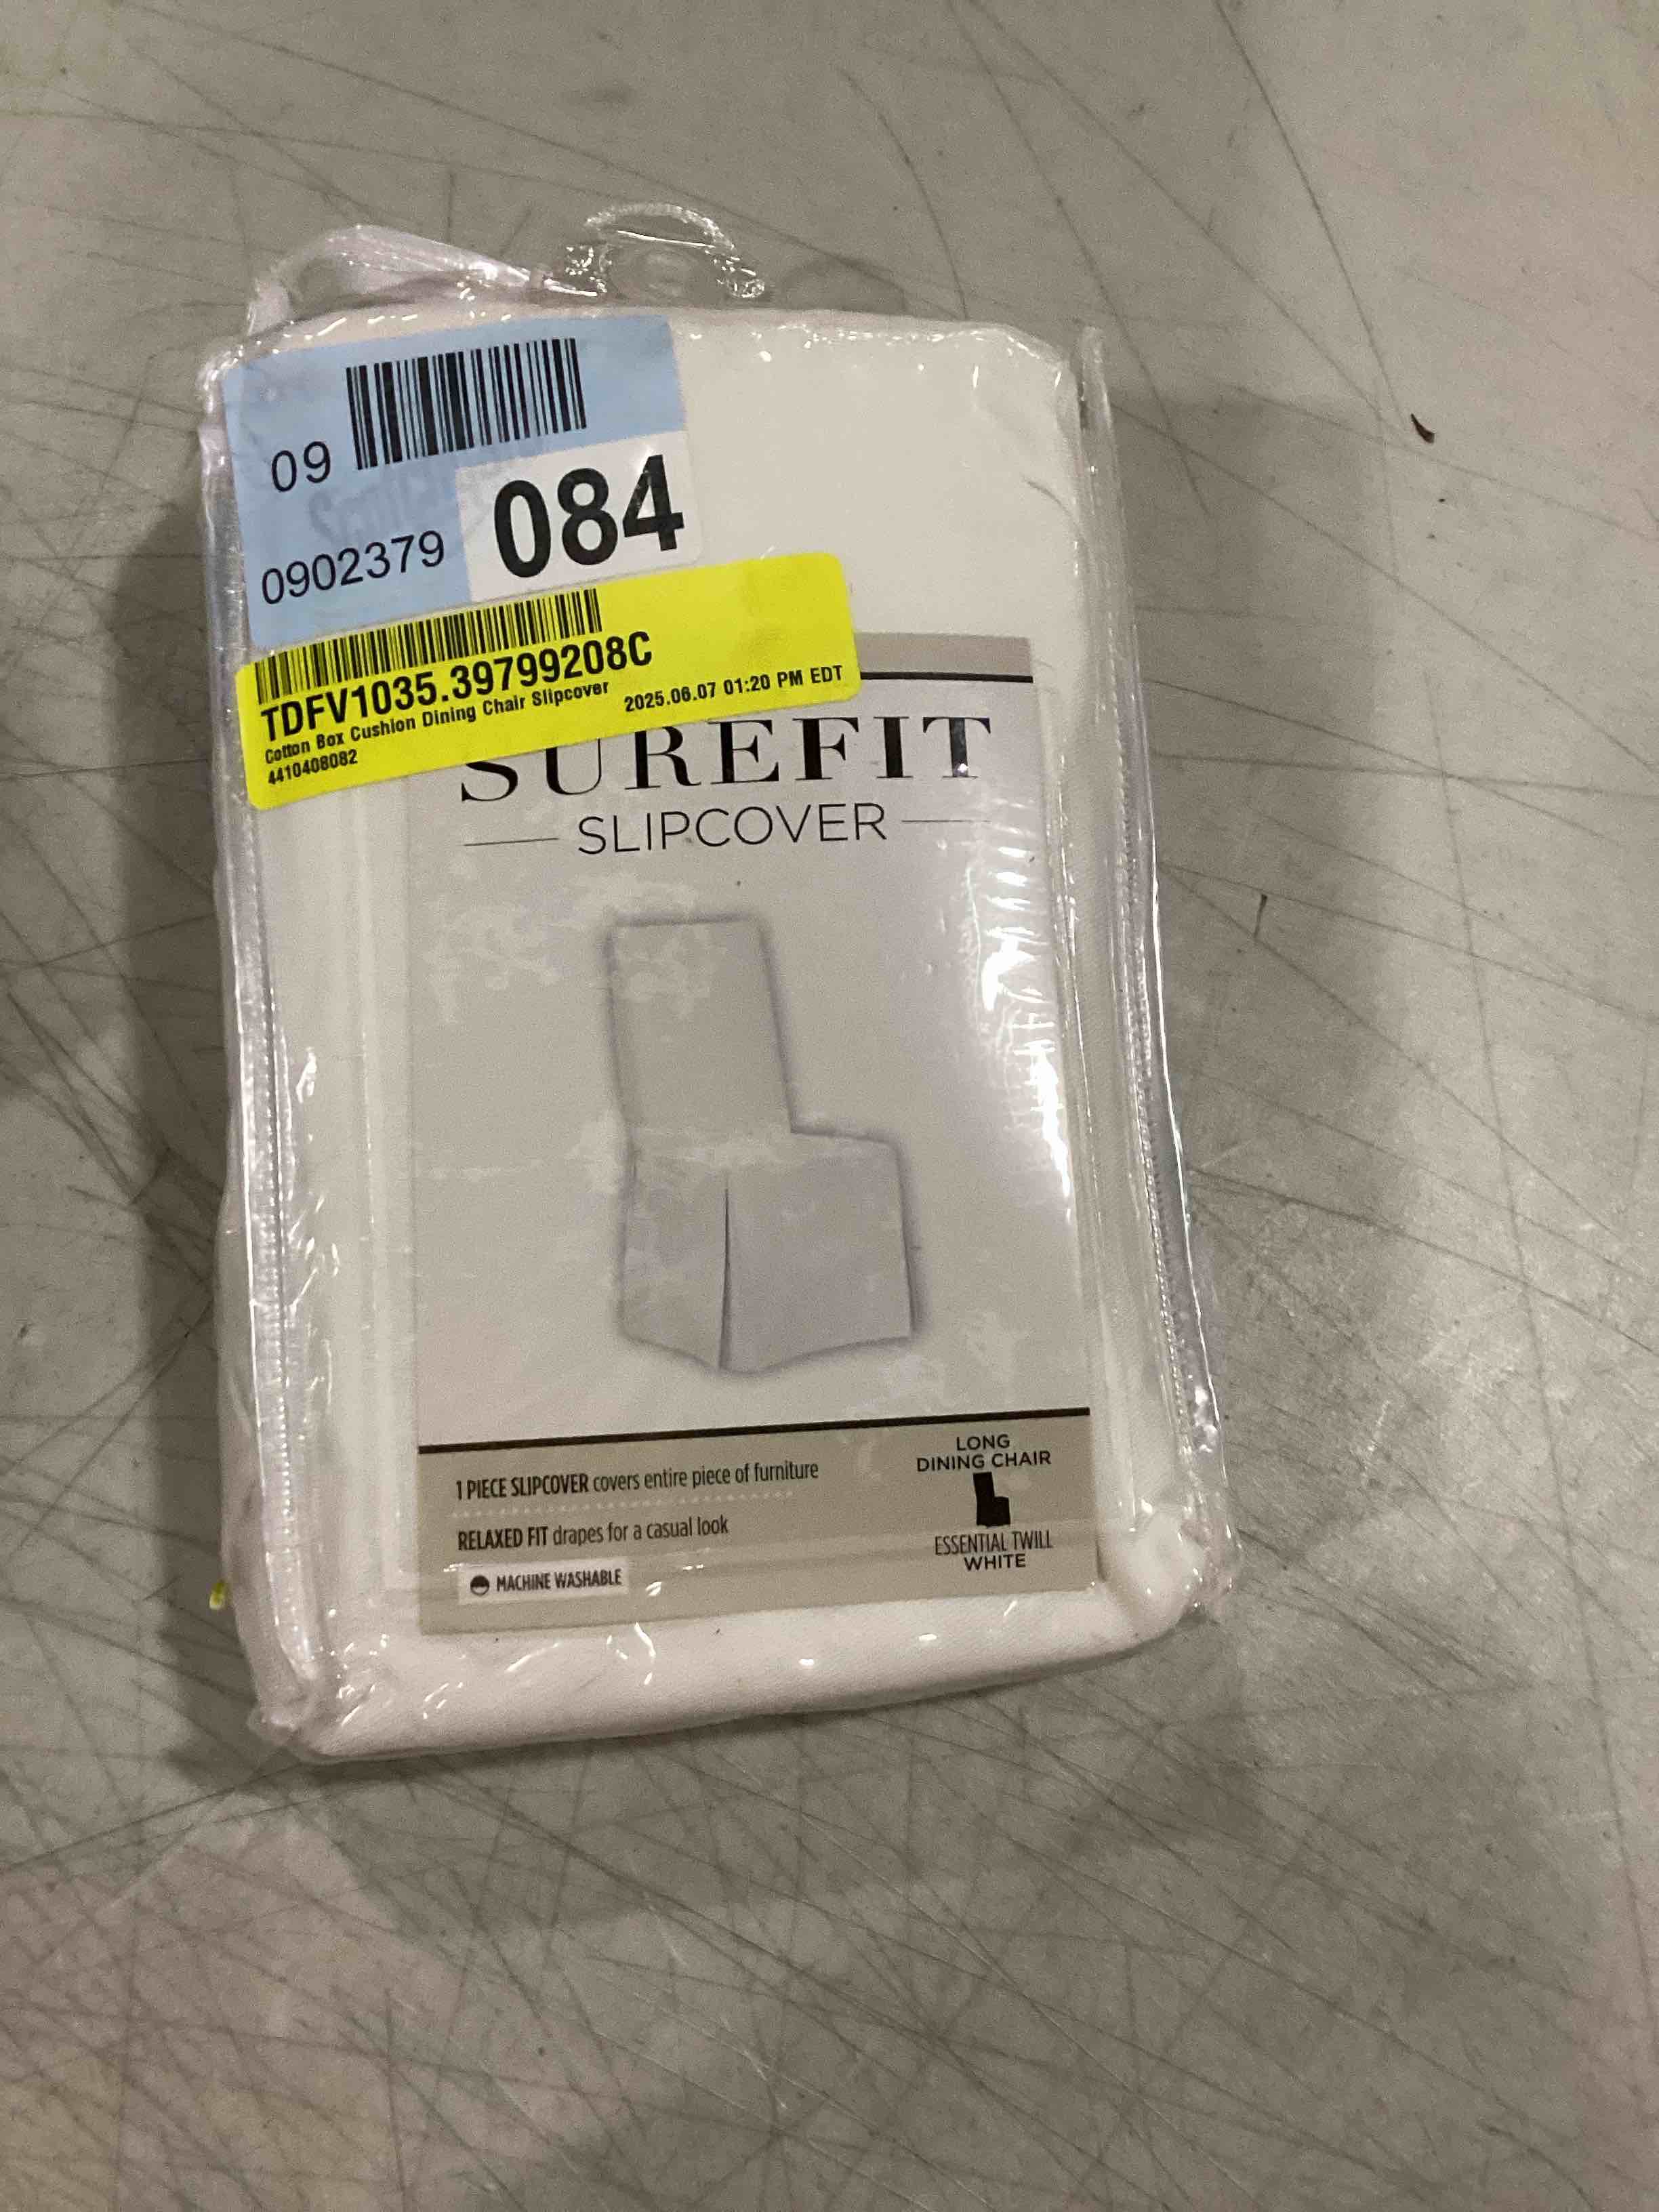 09
084
0902379
TDFV1035.39799208C
Cotton Box Cushion Dining Chair Slipcover
2025.06.07 01:20 PM EDT
4410408082
SUREFIT
SLIPCOVER
1 PIECE SLIPCOVER covers entire piece of furniture
RELAXED FIT drapes for a casual look
MACHINE WASHABLE
LONG
DINING CHAIR
ESSENTIAL TWILL
WHITE